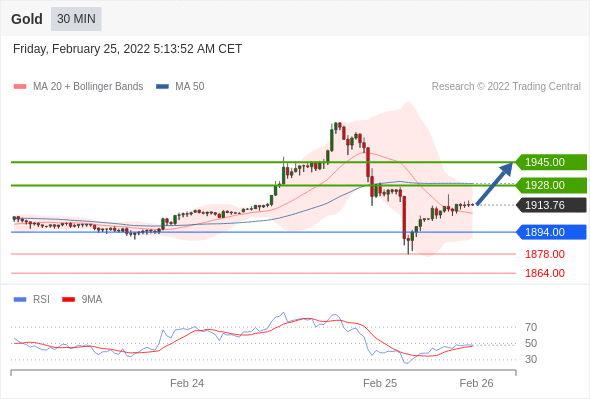 Gold 30 MIN
Friday, February 25, 2022 5:13:52 AM CET
MA 20 + Bollinger Bands MA 50 Research © 2022 Trading Central
1945.00
1928.00
1913.76
1894.00
1878.00
1864.00
RSI 9MA
70
50
30
Feb 24 Feb 25 Feb 26